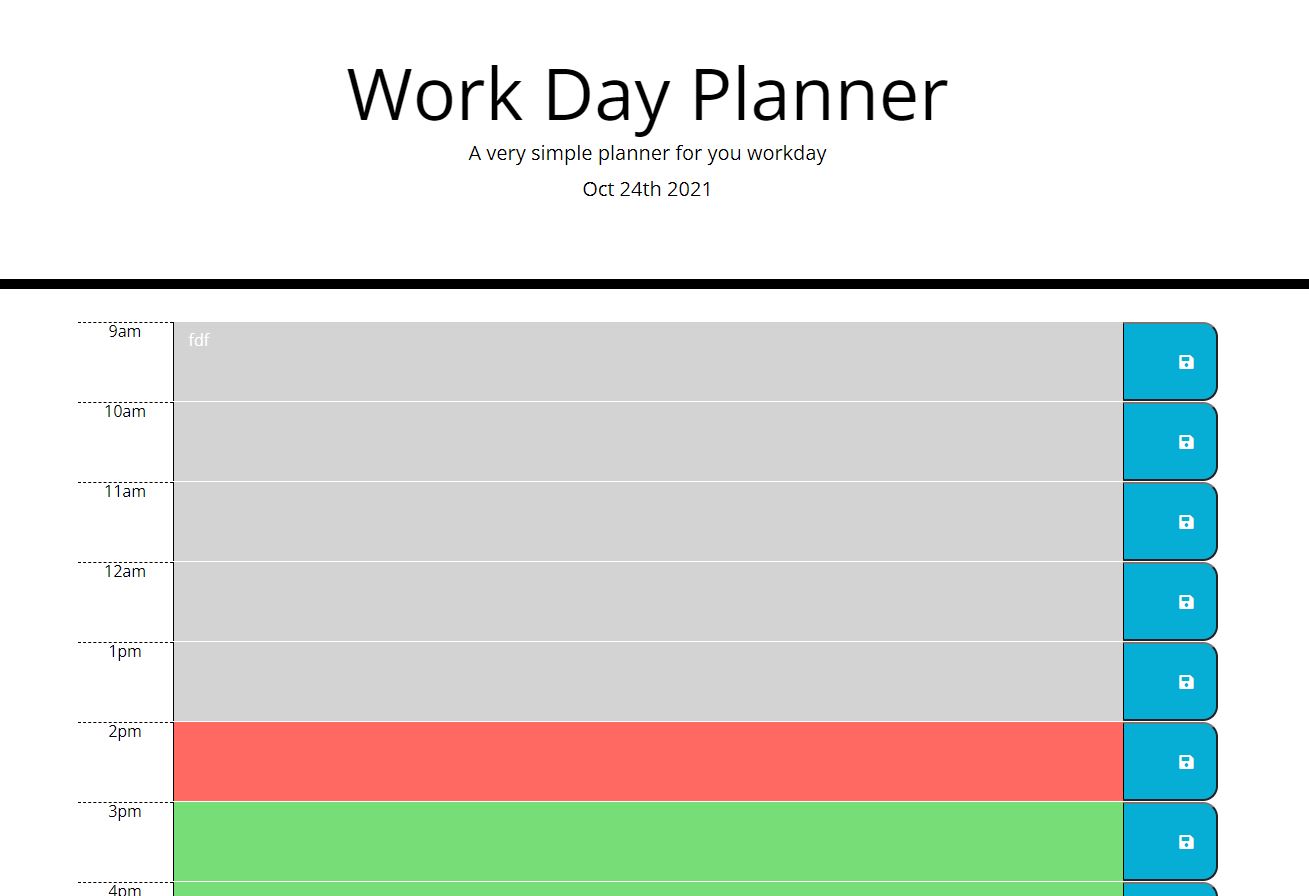 Work Day Planner
A very simple planner for you workday
Oct 24th 2021
9am
fdf
10am
11am
12am
1pm
2pm
3pm
4pm